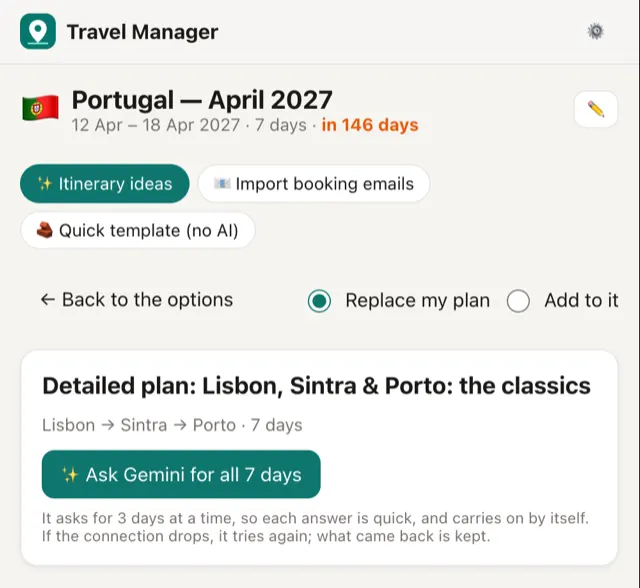 Travel Manager
Portugal — April 2027
12 Apr – 18 Apr 2027 · 7 days · in 146 days
Itinerary ideas
Import booking emails
Quick template (no AI)
← Back to the options
Replace my plan
Add to it
Detailed plan: Lisbon, Sintra & Porto: the classics
Lisbon → Sintra → Porto · 7 days
Ask Gemini for all 7 days
It asks for 3 days at a time, so each answer is quick, and carries on by itself.
If the connection drops, it tries again; what came back is kept.